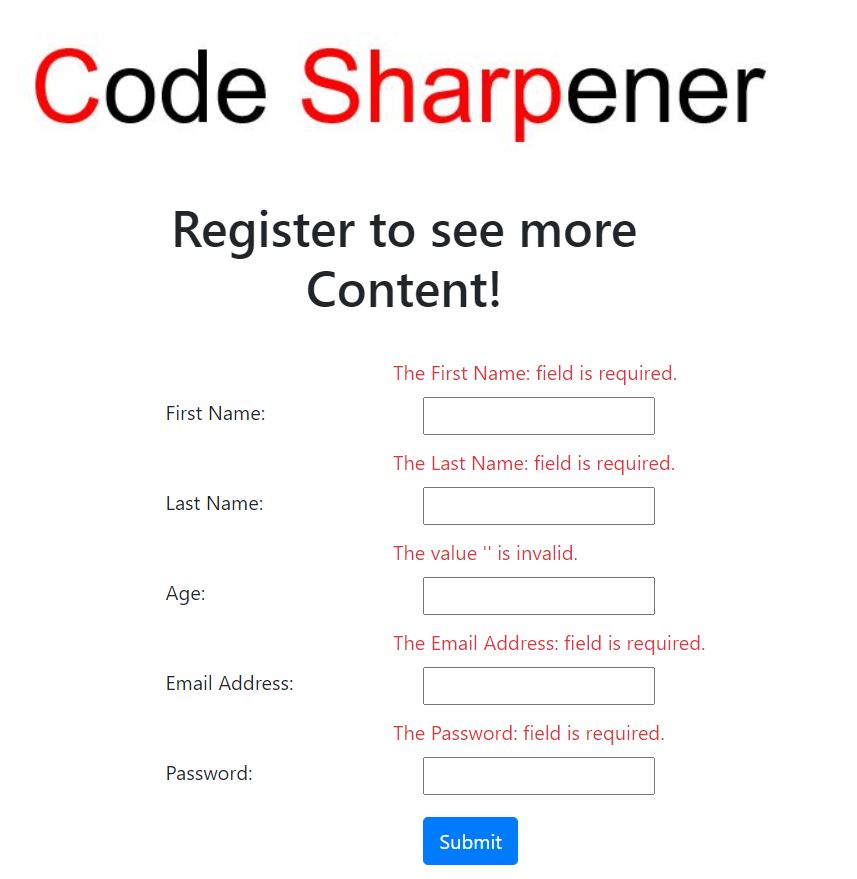 Code Sharpener
Register to see more
Content!
The First Name: field is required.
First Name:
The Last Name: field is required.
Last Name:
The value '' is invalid.
Age:
The Email Address: field is required.
Email Address:
The Password: field is required.
Password:
Submit